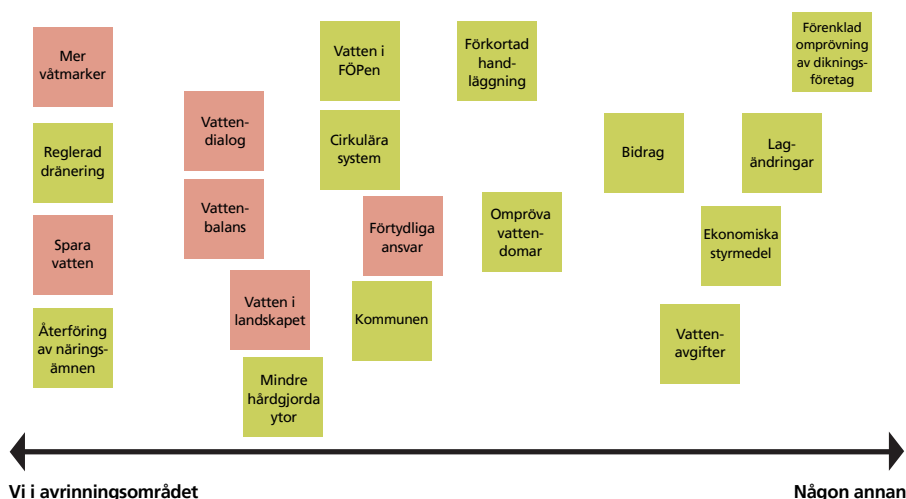 Mer
våtmarker
Reglerad
dränering
Spara
vatten
Återföring
av närings-
ämnen
Vatten-
dialog
Vatten-
balans
Vatten i
landskapet
Mindre
hårdgjorda
ytor
Vatten i
FÖPen
Cirkulära
system
Förtydliga
ansvar
Kommunen
Förkortad
hand-
läggning
Ompröva
vatten-
domar
Bidrag
Förenklad
omprövning
av diknings-
företag
Lag-
ändringar
Ekonomiska
styrmedel
Vatten-
avgifter
Vi i avrinningsområdet
Någon annan